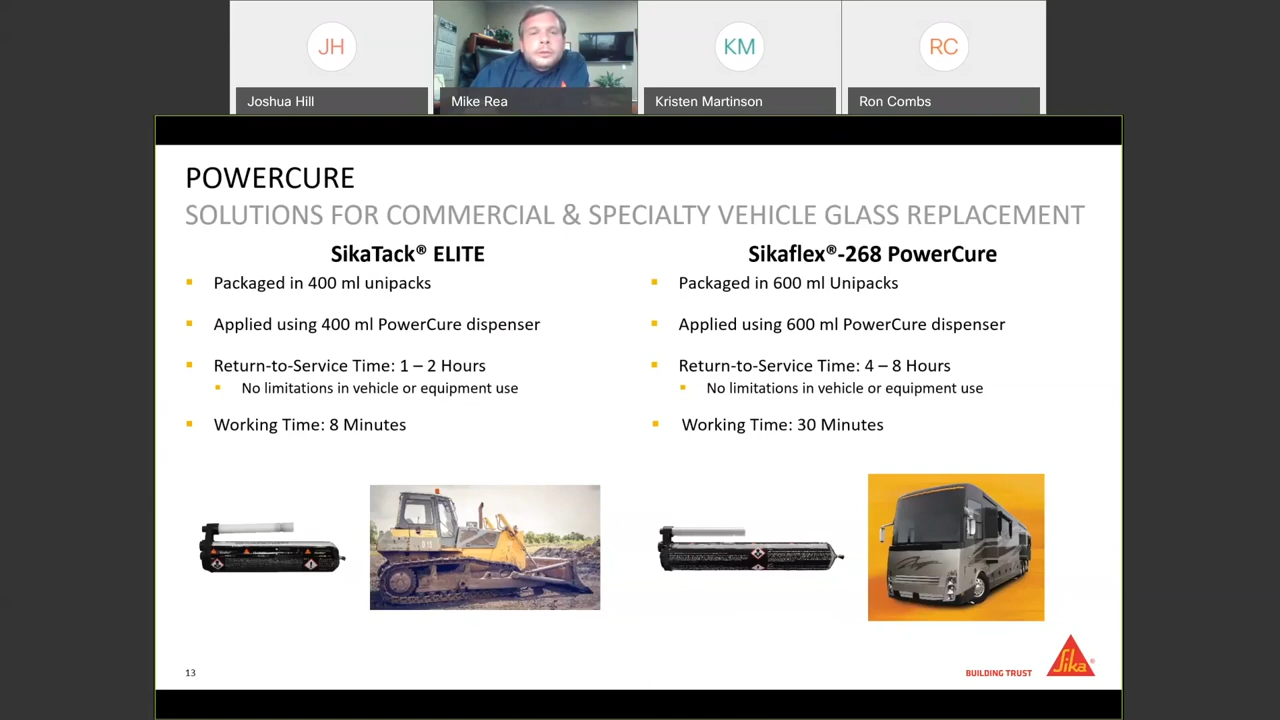 JH
KM
RC
Joshua Hill
Mike Rea
Kristen Martinson
Ron Combs
POWERCURE
SOLUTIONS FOR COMMERCIAL & SPECIALTY VEHICLE GLASS REPLACEMENT
SikaTack® ELITE
Packaged in 400 ml unipacks
Applied using 400 ml PowerCure dispenser
Return-to-Service Time: 1 – 2 Hours
No limitations in vehicle or equipment use
Working Time: 8 Minutes
Sikaflex®-268 PowerCure
Packaged in 600 ml Unipacks
Applied using 600 ml PowerCure dispenser
Return-to-Service Time: 4 – 8 Hours
No limitations in vehicle or equipment use
Working Time: 30 Minutes
13
BUILDING TRUST
Sika®